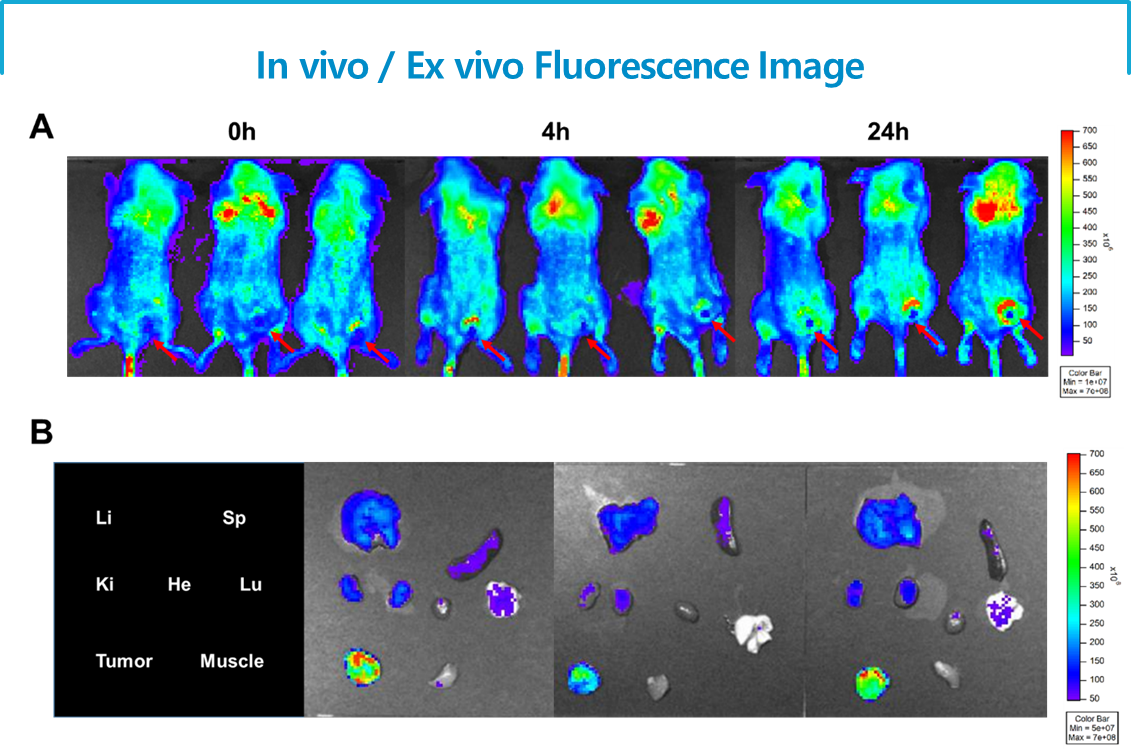 In vivo / Ex vivo Fluorescence Image
A
0h 4h 24h
700
650
600
550
500
450
400
350
300
250
200
150
100
50
x10⁶
Color Bar
Min = 1e+07
Max = 7e+08
B
Li Sp
Ki He Lu
Tumor Muscle
700
650
600
550
500
450
400
350
300
250
200
150
100
50
x10⁶
Color Bar
Min = 5e+07
Max = 7e+08